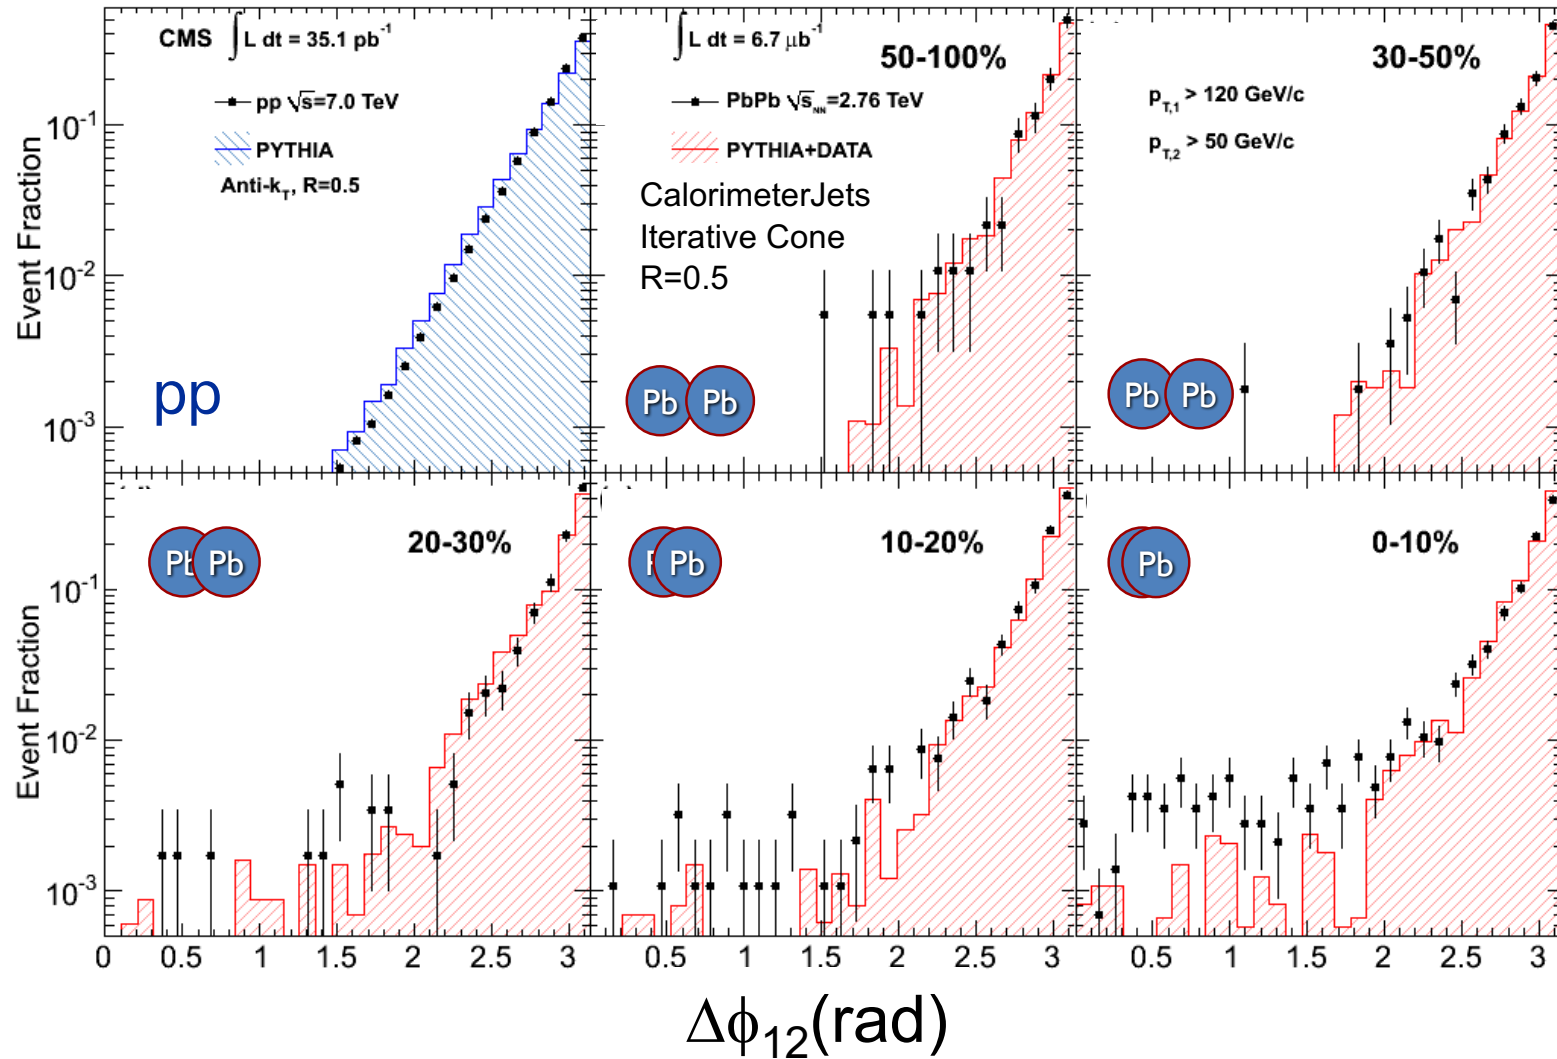 CMS ∫ L dt = 35.1 pb⁻¹
pp √s=7.0 TeV
PYTHIA
Anti-k_T, R=0.5
pp
∫ L dt = 6.7 μb⁻¹
50-100%
PbPb √s_NN=2.76 TeV
PYTHIA+DATA
CalorimeterJets
Iterative Cone
R=0.5
Pb Pb
30-50%
p_T,1 > 120 GeV/c
p_T,2 > 50 GeV/c
Pb Pb
Event Fraction
10⁻¹
10⁻²
10⁻³
20-30%
Pb Pb
10-20%
Pb
0-10%
Pb
Event Fraction
10⁻¹
10⁻²
10⁻³
0 0.5 1 1.5 2 2.5 3 0.5 1 1.5 2 2.5 3 0.5 1 1.5 2 2.5 3
Δϕ₁₂(rad)